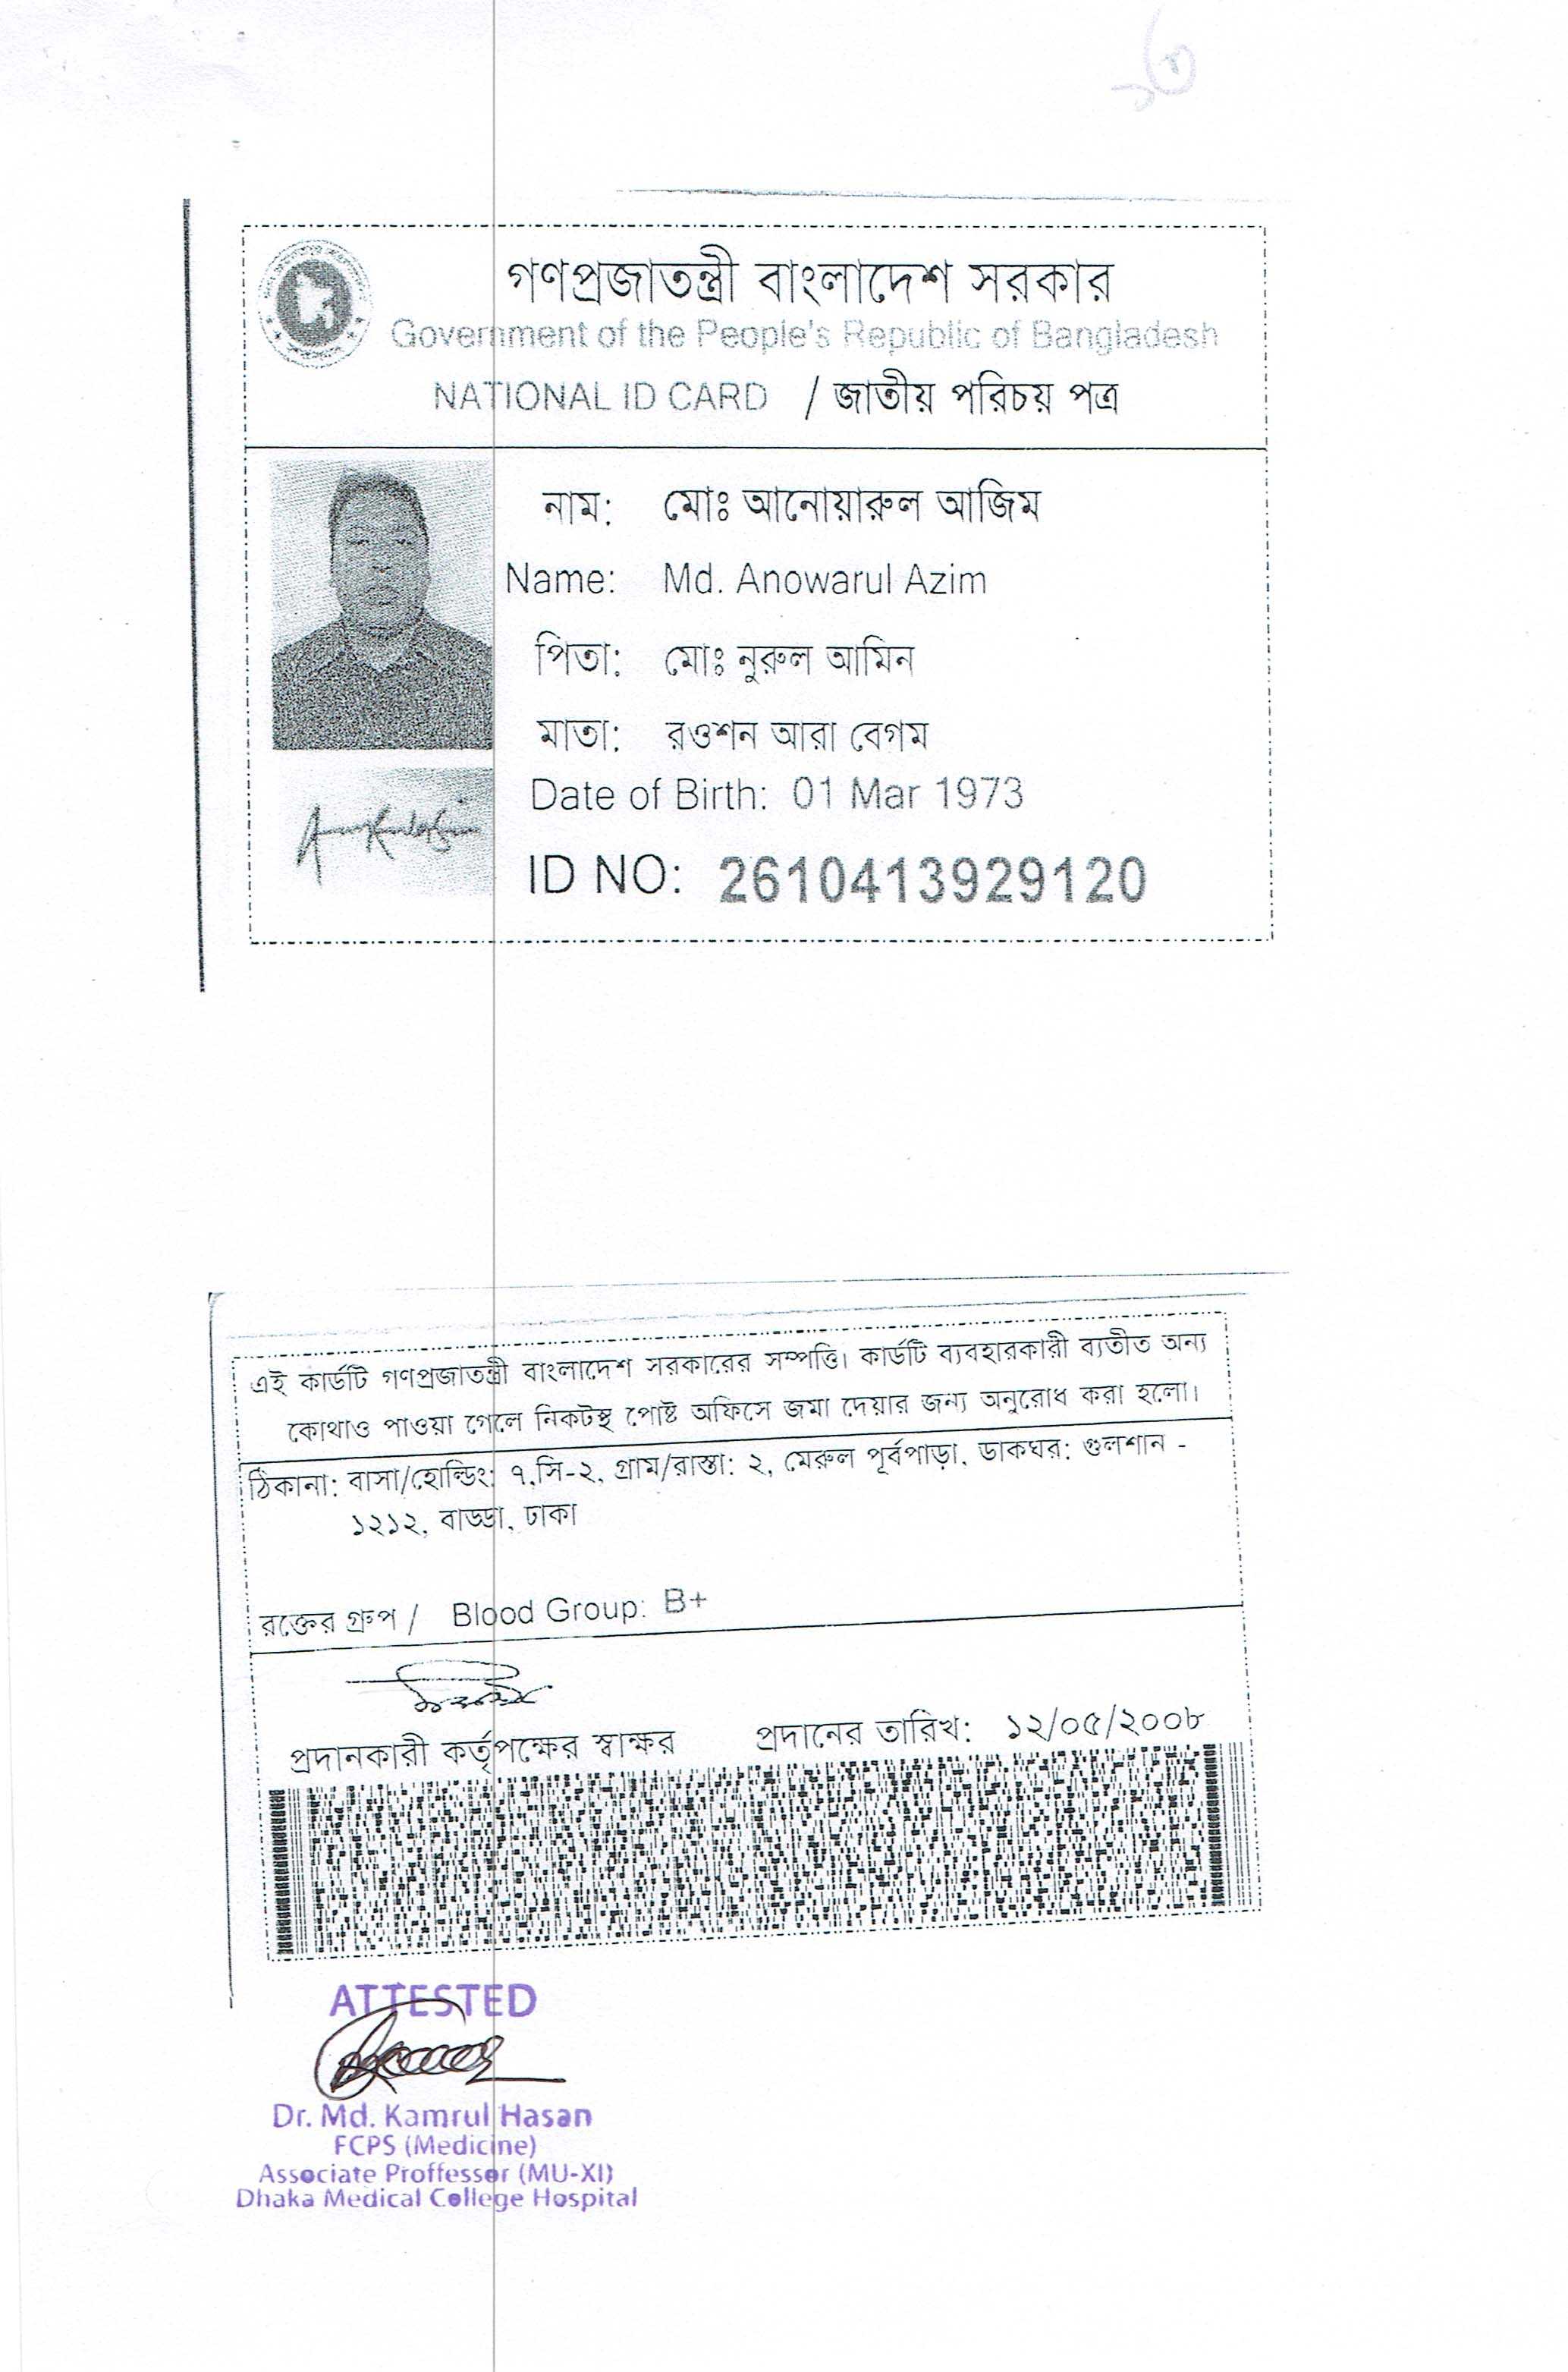 ১৩
গণপ্রজাতন্ত্রী বাংলাদেশ সরকার
Government of the People's Republic of Bangladesh
NATIONAL ID CARD / জাতীয় পরিচয় পত্র
নাম: মোঃ আনোয়ারুল আজিম
Name: Md. Anowarul Azim
পিতা: মোঃ নুরুল আমিন
মাতা: রওশন আরা বেগম
Date of Birth: 01 Mar 1973
ID NO: 2610413929120
এই কার্ডটি গণপ্রজাতন্ত্রী বাংলাদেশ সরকারের সম্পত্তি। কার্ডটি ব্যবহারকারী ব্যতীত অন্য
কোথাও পাওয়া গেলে নিকটস্থ পোষ্ট অফিসে জমা দেয়ার জন্য অনুরোধ করা হলো।
ঠিকানা: বাসা/হোল্ডিং: ৭,সি-২, গ্রাম/রাস্তা: ২, মেরুল পূর্বপাড়া, ডাকঘর: গুলশান -
১২১২, বাড্ডা, ঢাকা
রক্তের গ্রুপ / Blood Group: B+
প্রদানকারী কর্তৃপক্ষের স্বাক্ষর প্রদানের তারিখ: ১২/০৫/২০০৮
ATTESTED
Dr. Md. Kamrul Hasan
FCPS (Medicine)
Associate Proffessor (MU-XI)
Dhaka Medical College Hospital